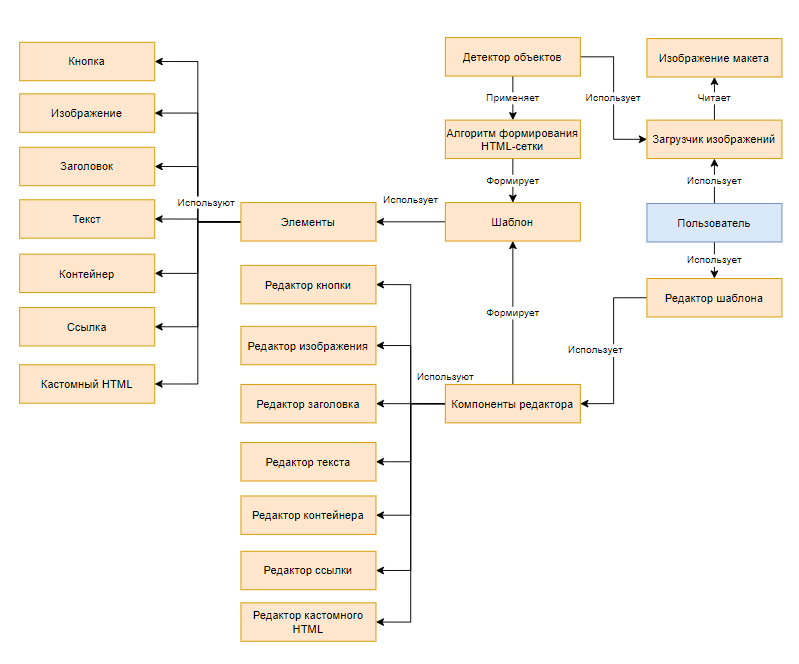 Кнопка
Изображение
Заголовок
Текст
Контейнер
Ссылка
Кастомный HTML
Используют
Элементы
Использует
Детектор объектов
Применяет
Алгоритм формирования
HTML-сетки
Формирует
Шаблон
Использует
Изображение макета
Читает
Загрузчик изображений
Использует
Пользователь
Использует
Редактор шаблона
Использует
Формирует
Используют
Компоненты редактора
Редактор кнопки
Редактор изображения
Редактор заголовка
Редактор текста
Редактор контейнера
Редактор ссылки
Редактор кастомного
HTML